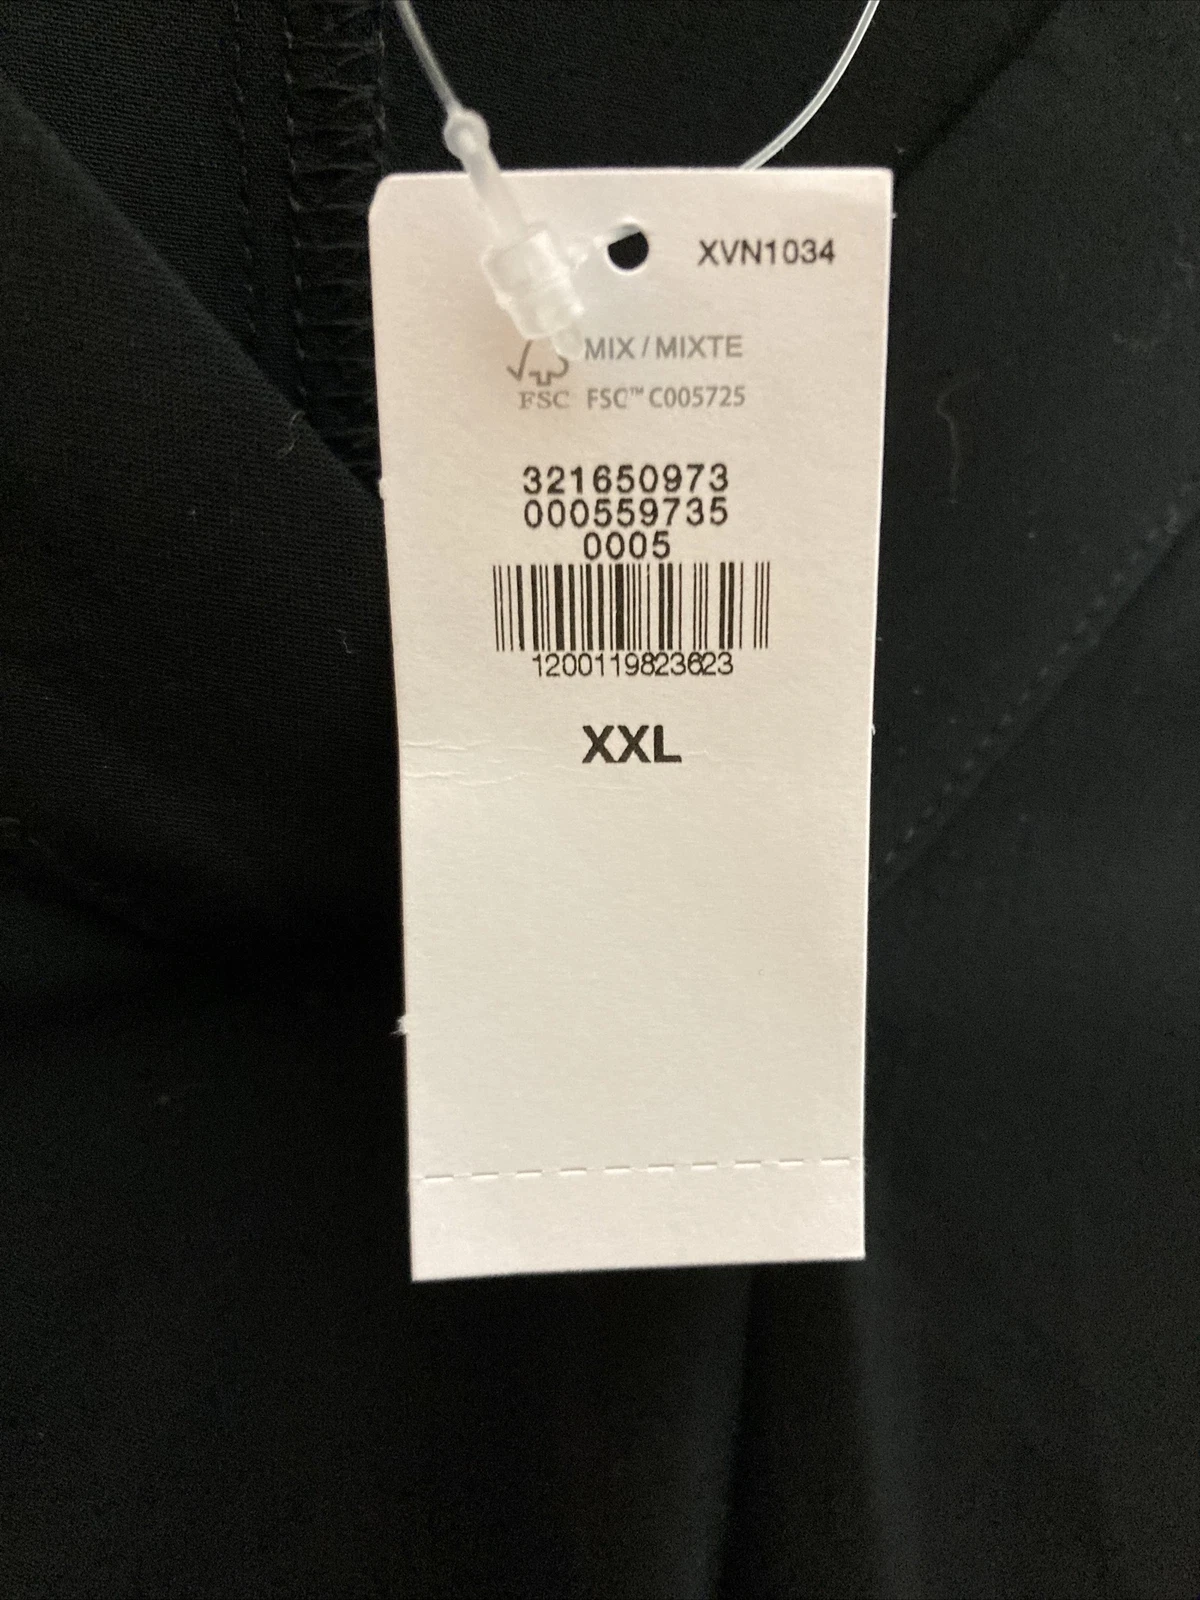 XVN1034
MIX / MIXTE
FSC FSC™ C005725
321650973
000559735
0005
1200119823623
XXL